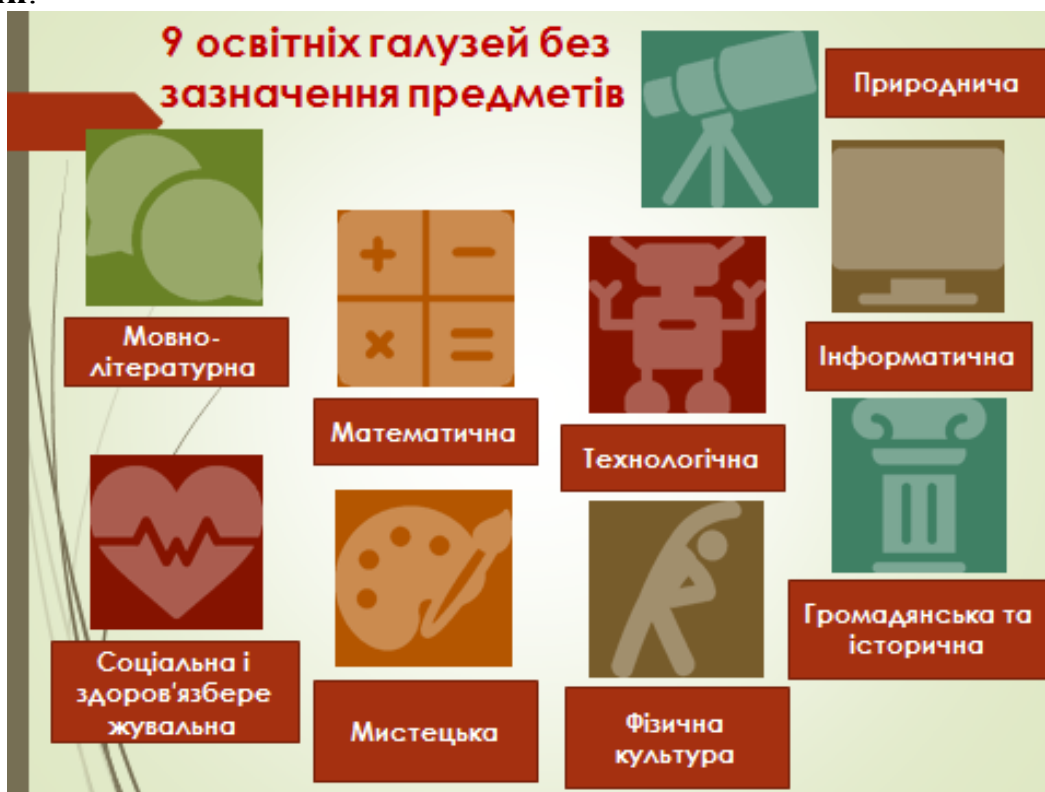 9 освітніх галузей без
зазначення предметів
Природнича
Мовно-
літературна
Математична
Технологічна
Інформатична
Соціальна і
здоров'язбере
жувальна
Мистецька
Фізична
культура
Громадянська та
історична